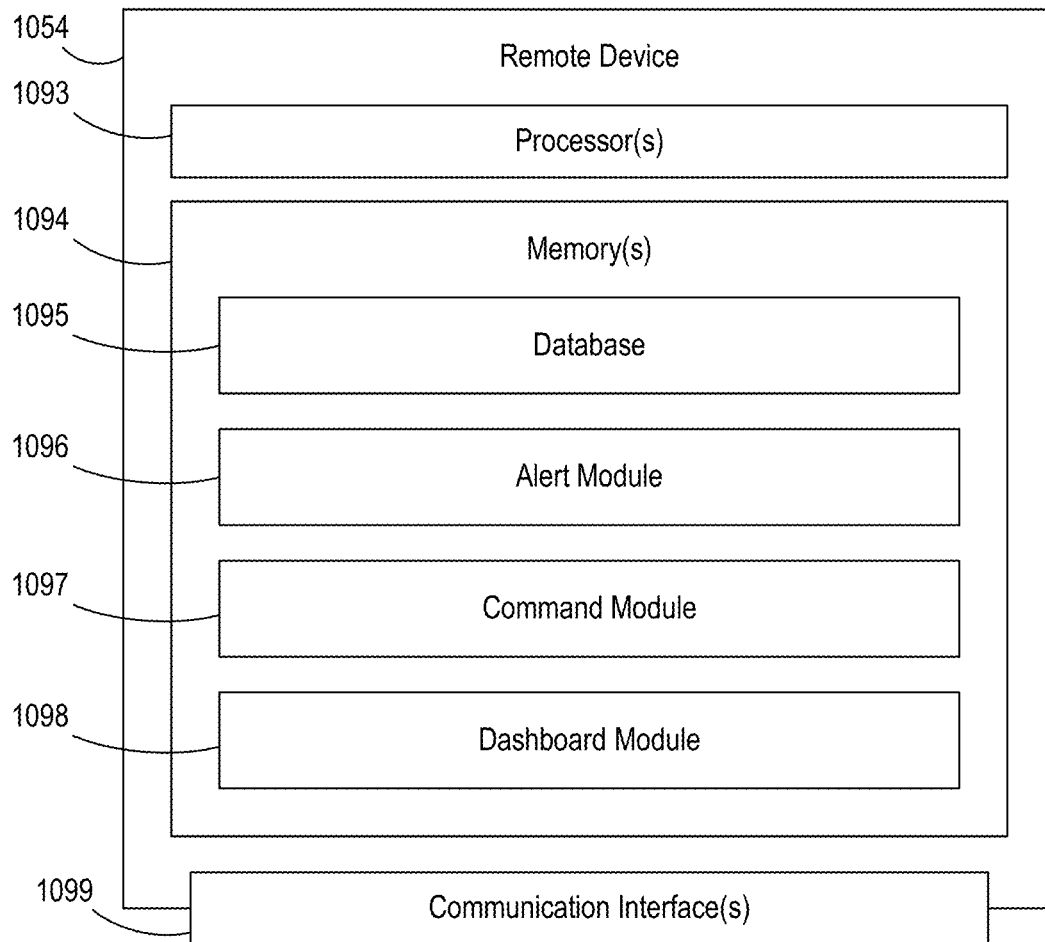 1054
Remote Device
1093
Processor(s)
1094
Memory(s)
1095
Database
1096
Alert Module
1097
Command Module
1098
Dashboard Module
1099
Communication Interface(s)